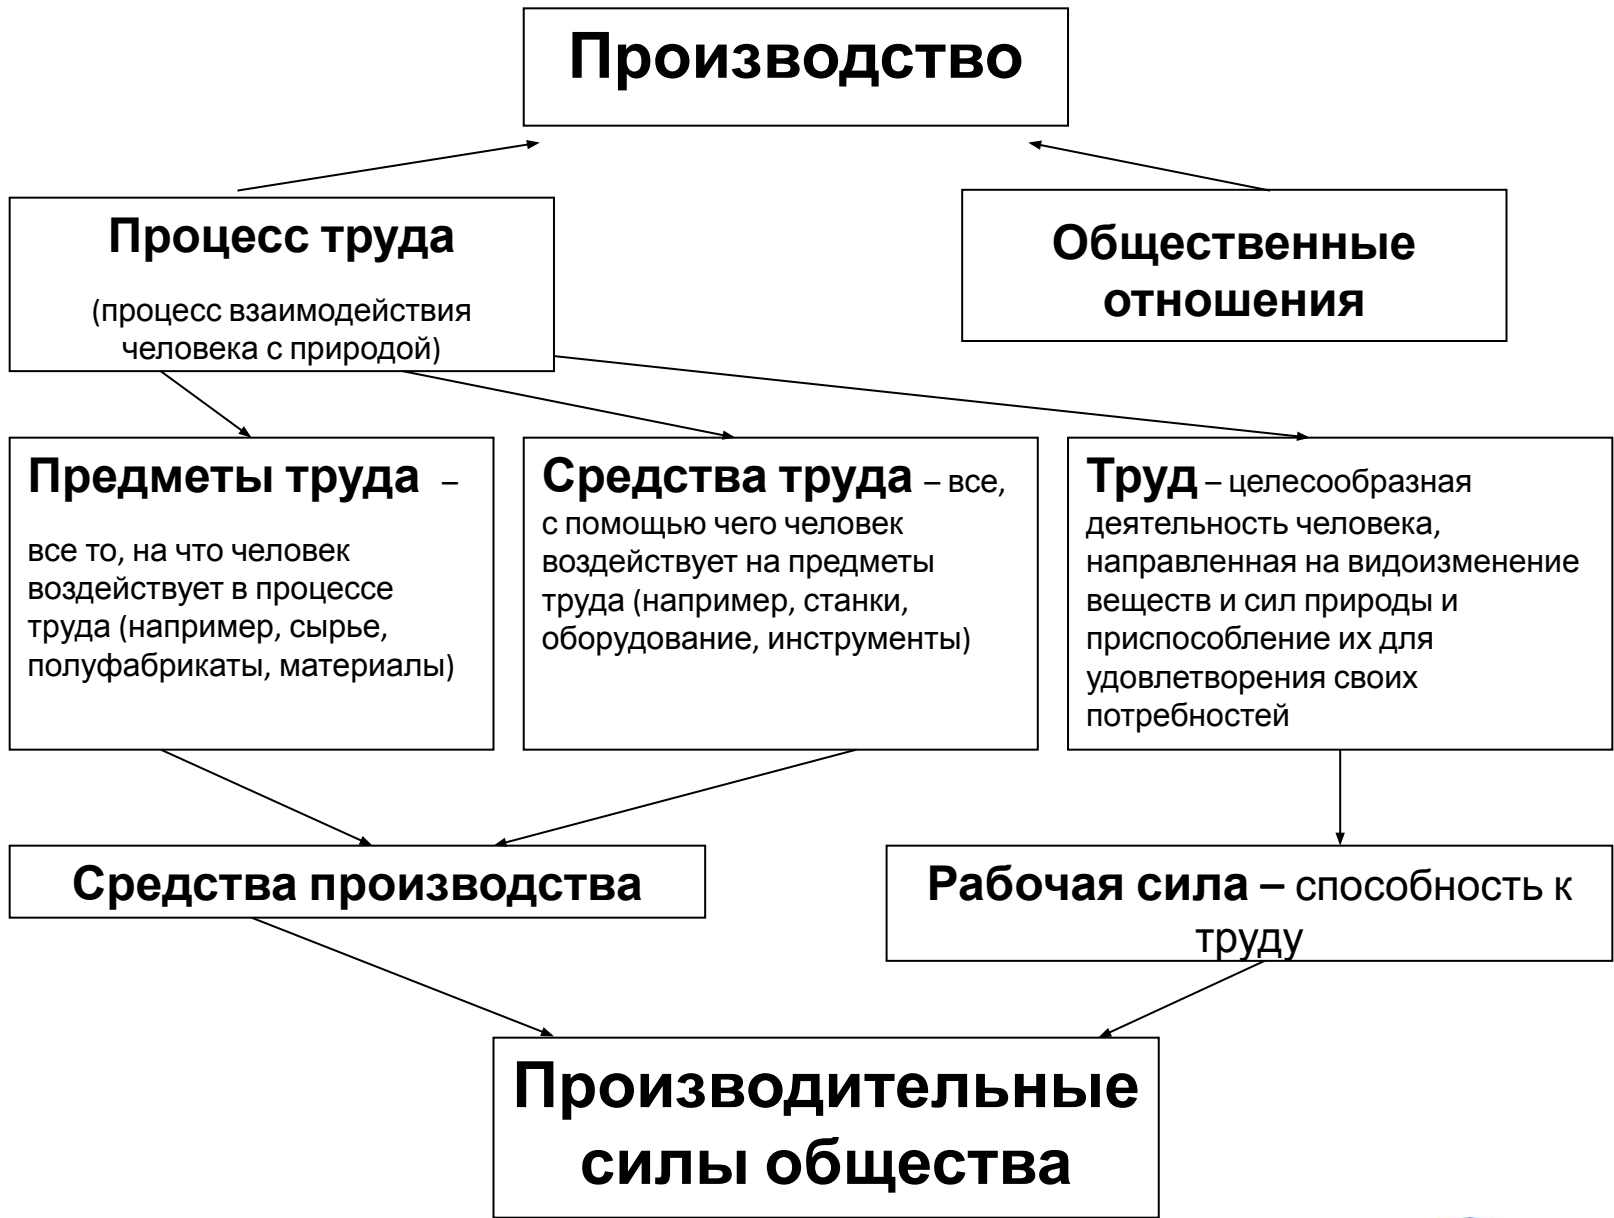 Производство
Процесс труда
(процесс взаимодействия
человека с природой)
Общественные
отношения
Предметы труда –
все то, на что человек
воздействует в процессе
труда (например, сырье,
полуфабрикаты, материалы)
Средства труда – все,
с помощью чего человек
воздействует на предметы
труда (например, станки,
оборудование, инструменты)
Труд – целесообразная
деятельность человека,
направленная на видоизменение
веществ и сил природы и
приспособление их для
удовлетворения своих
потребностей
Средства производства
Рабочая сила – способность к
труду
Производительные
силы общества